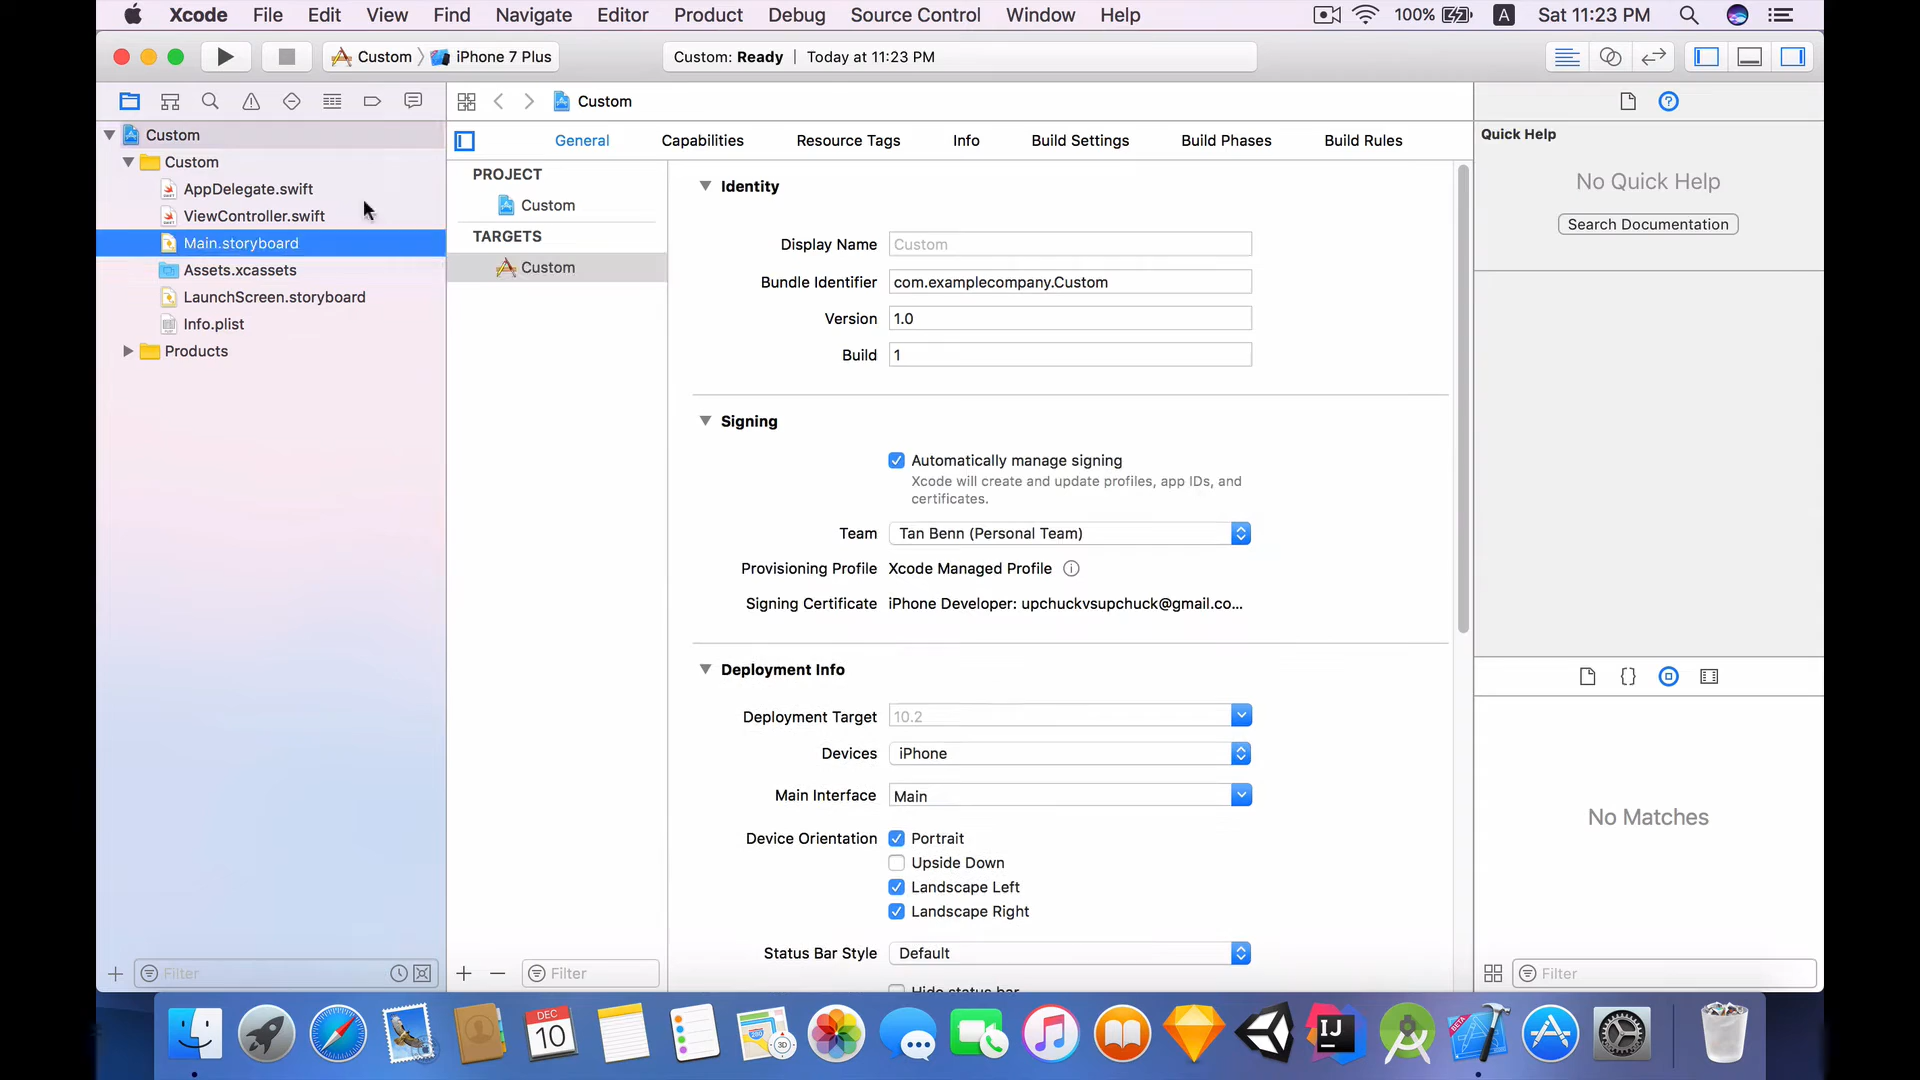 Xcode File Edit View Find Navigate Editor Product Debug Source Control Window Help 100% A Sat 11:23 PM
Custom iPhone 7 Plus Custom: Ready Today at 11:23 PM
Custom
Custom
Custom
AppDelegate.swift
ViewController.swift
Main.storyboard
Assets.xcassets
LaunchScreen.storyboard
Info.plist
Products
Filter
General Capabilities Resource Tags Info Build Settings Build Phases Build Rules
PROJECT
Custom
TARGETS
Custom
Filter
Identity
Display Name Custom
Bundle Identifier com.examplecompany.Custom
Version 1.0
Build 1
Signing
Automatically manage signing
Xcode will create and update profiles, app IDs, and
certificates.
Team Tan Benn (Personal Team)
Provisioning Profile Xcode Managed Profile
Signing Certificate iPhone Developer: upchuckvsupchuck@gmail.co...
Deployment Info
Deployment Target 10.2
Devices iPhone
Main Interface Main
Device Orientation Portrait
Upside Down
Landscape Left
Landscape Right
Status Bar Style Default
Hide status bar
Quick Help
No Quick Help
Search Documentation
{}
No Matches
Filter
DEC
10
280
3D
IJ
BETA